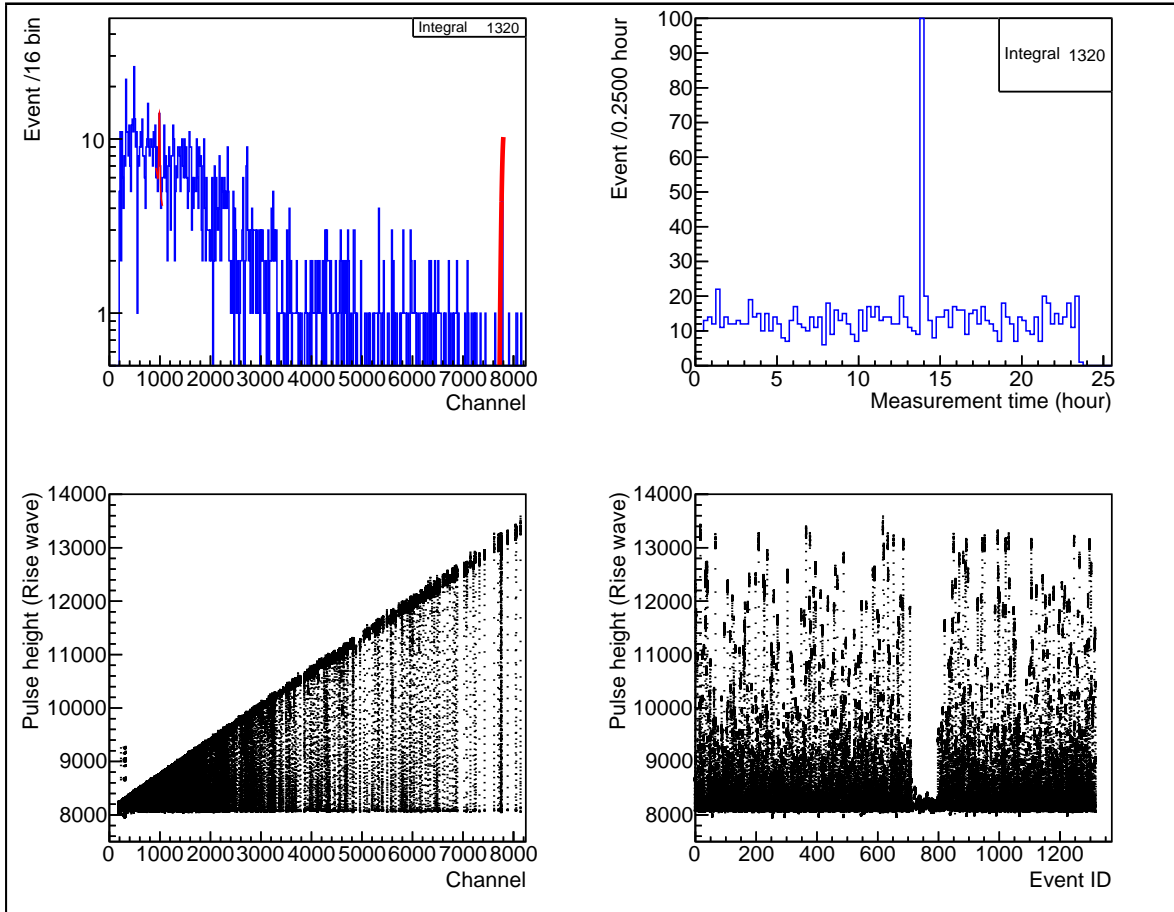 Event /16 bin
Integral 1320
10
1
0 1000 2000 3000 4000 5000 6000 7000 8000
Channel
Event /0.2500 hour
Integral 1320
100
90
80
70
60
50
40
30
20
10
0
0 5 10 15 20 25
Measurement time (hour)
Pulse height (Rise wave)
14000
13000
12000
11000
10000
9000
8000
0 1000 2000 3000 4000 5000 6000 7000 8000
Channel
Pulse height (Rise wave)
14000
13000
12000
11000
10000
9000
8000
0 200 400 600 800 1000 1200
Event ID